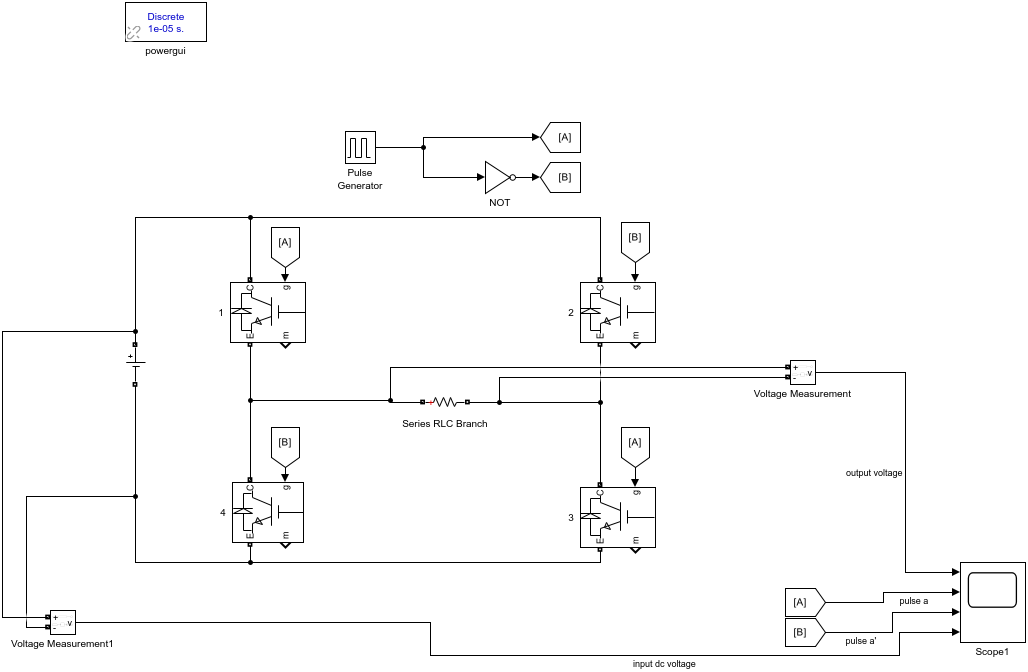 Discrete
1e-05 s.
powergui
[A]
Pulse
Generator
[B]
NOT
[A]
[B]
C
g
1
E
m
C
g
2
E
m
+
+
-
v
Voltage Measurement
+
Series RLC Branch
[B]
[A]
output voltage
C
g
4
E
m
C
g
3
E
m
[A]
pulse a
[B]
pulse a'
+
-
v
Voltage Measurement1
Scope1
input dc voltage